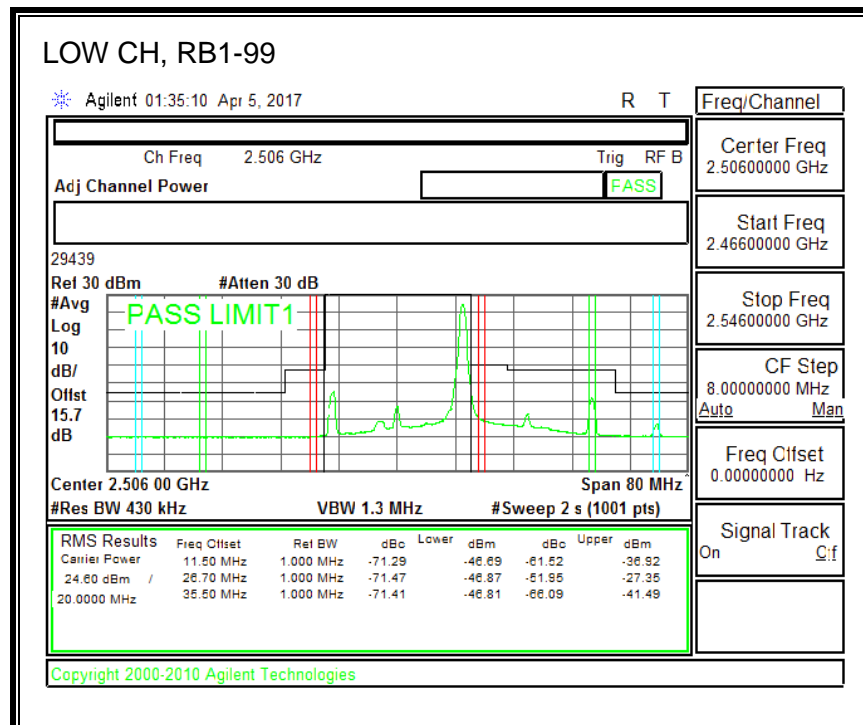 LOW CH, RB1-99
Agilent 01:35:10 Apr 5, 2017 R T
Ch Freq 2.506 GHz Trig RF B
Adj Channel Power PASS
29439
Ref 30 dBm #Atten 30 dB
#Avg
Log
10
dB/
Offst
15.7
dB
PASS LIMIT1
Center 2.506 00 GHz Span 80 MHz
#Res BW 430 kHz VBW 1.3 MHz #Sweep 2 s (1001 pts)
RMS Results Freq Offset Ref BW dBc Lower dBm dBc Upper dBm
Carrier Power 11.50 MHz 1.000 MHz -71.29 -46.69 -61.52 -36.92
24.60 dBm / 26.70 MHz 1.000 MHz -71.47 -46.87 -51.95 -27.35
20.0000 MHz 35.50 MHz 1.000 MHz -71.41 -46.81 -66.09 -41.49
Copyright 2000-2010 Agilent Technologies
Freq/Channel
Center Freq
2.50600000 GHz
Start Freq
2.46600000 GHz
Stop Freq
2.54600000 GHz
CF Step
8.00000000 MHz
Auto Man
Freq Offset
0.00000000 Hz
Signal Track
On Off